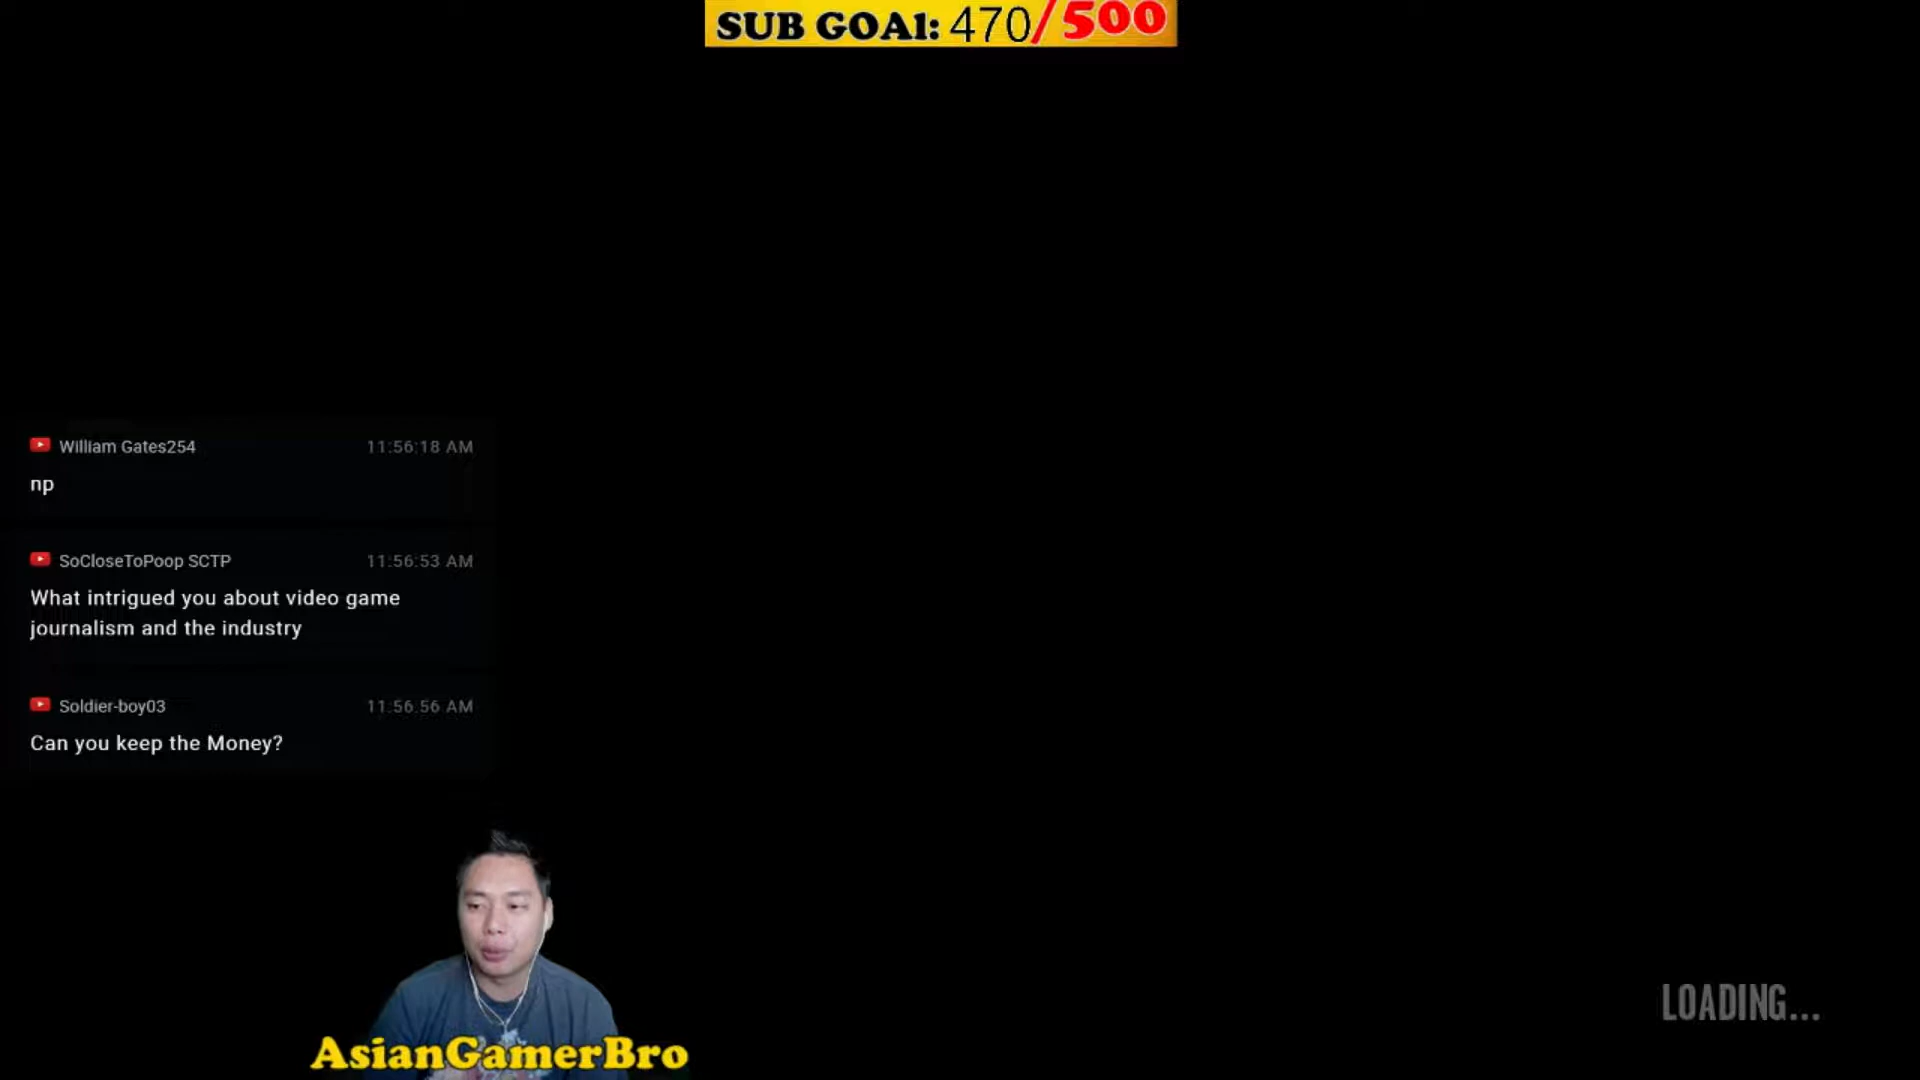 SUB GOAl: 470/500
William Gates254 11:56:18 AM
np
SoCloseToPoop SCTP 11:56:53 AM
What intrigued you about video game
journalism and the industry
Soldier-boy03 11:56:56 AM
Can you keep the Money?
LOADING...
AsianGamerBro